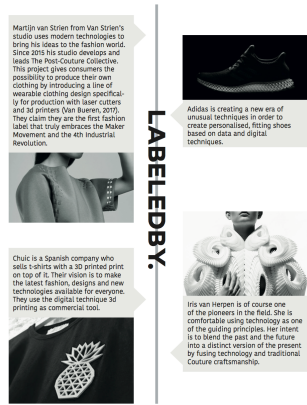 Martijn van Strien from Van Strien's
studio uses modern technologies to
bring his ideas to the fashion world.
Since 2015 his studio develops and
leads The Post-Couture Collective.
This project gives consumers the
possibility to produce their own
clothing by introducing a line of
wearable clothing design specifical-
ly for production with laser cutters
and 3d printers (Van Bueren, 2017).
They claim they are the first fashion
label that truly embraces the Maker
Movement and the 4th Industrial
Revolution.
Adidas is creating a new era of
unusual techniques in order to
create personalised, fitting shoes
based on data and digital
techniques.
LABELEDBY.
Chuic is a Spanish company who
sells t-shirts with a 3D printed print
on top of it. Their vision is to make
the latest fashion, designs and new
technologies available for everyone.
They use the digital technique 3d
printing as commercial tool.
Iris van Herpen is of course one
of the pioneers in the field. She is
comfortable using technology as one
of the guiding principles. Her intent
is to blend the past and the future
into a distinct version of the present
by fusing technology and traditional
Couture craftsmanship.